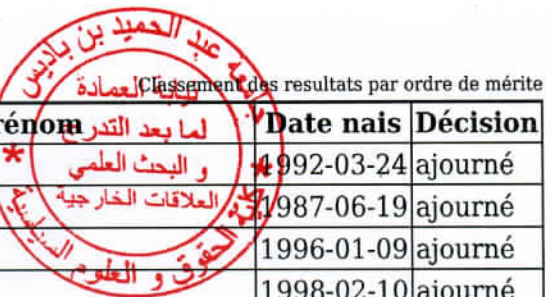 Classement des resultats par ordre de mérite
rénom Date nais Décision
1992-03-24 ajourné
1987-06-19 ajourné
1996-01-09 ajourné
1998-02-10 ajourné
جامعة عبد الحميد بن باديس
نيابة العمادة
لما بعد التدرج
و البحث العلمي
العلاقات الخارجية
كلية الحقوق و العلوم السياسية